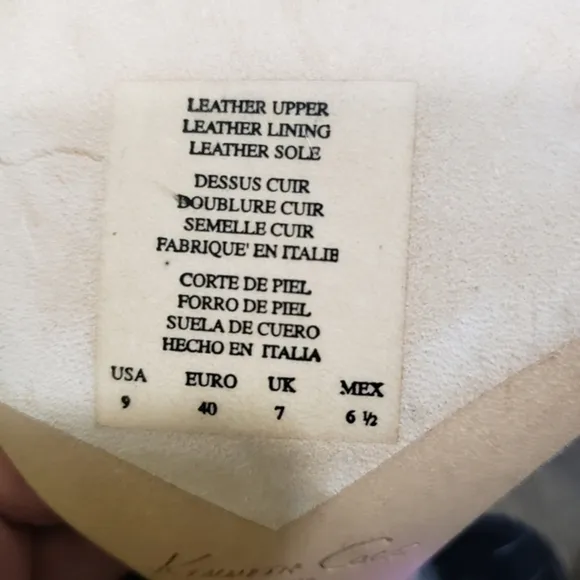 LEATHER UPPER
LEATHER LINING
LEATHER SOLE
DESSUS CUIR
DOUBLURE CUIR
SEMELLE CUIR
FABRIQUE' EN ITALIE
CORTE DE PIEL
FORRO DE PIEL
SUELA DE CUERO
HECHO EN ITALIA
USA EURO UK MEX
9 40 7 6 ½